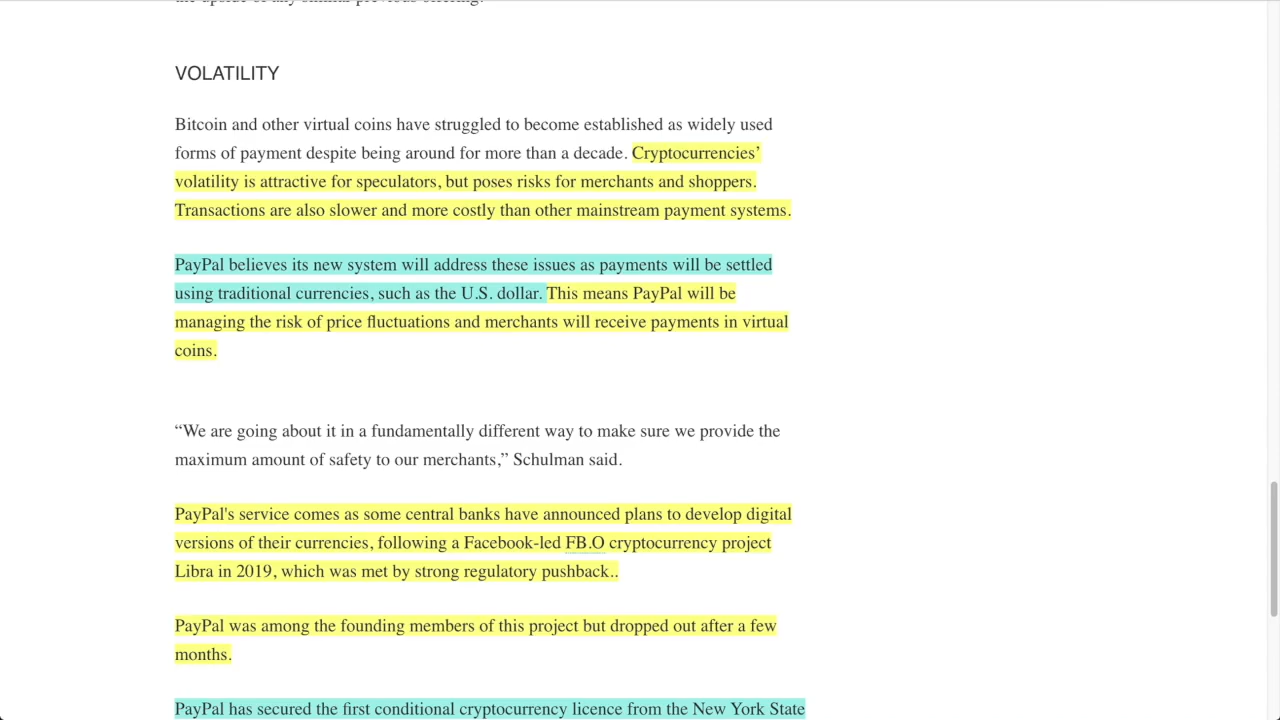 the upside of any similar previous offering.
VOLATILITY
Bitcoin and other virtual coins have struggled to become established as widely used
forms of payment despite being around for more than a decade. Cryptocurrencies’
volatility is attractive for speculators, but poses risks for merchants and shoppers.
Transactions are also slower and more costly than other mainstream payment systems.
PayPal believes its new system will address these issues as payments will be settled
using traditional currencies, such as the U.S. dollar. This means PayPal will be
managing the risk of price fluctuations and merchants will receive payments in virtual
coins.
“We are going about it in a fundamentally different way to make sure we provide the
maximum amount of safety to our merchants,” Schulman said.
PayPal's service comes as some central banks have announced plans to develop digital
versions of their currencies, following a Facebook-led FB.O cryptocurrency project
Libra in 2019, which was met by strong regulatory pushback..
PayPal was among the founding members of this project but dropped out after a few
months.
PayPal has secured the first conditional cryptocurrency licence from the New York State